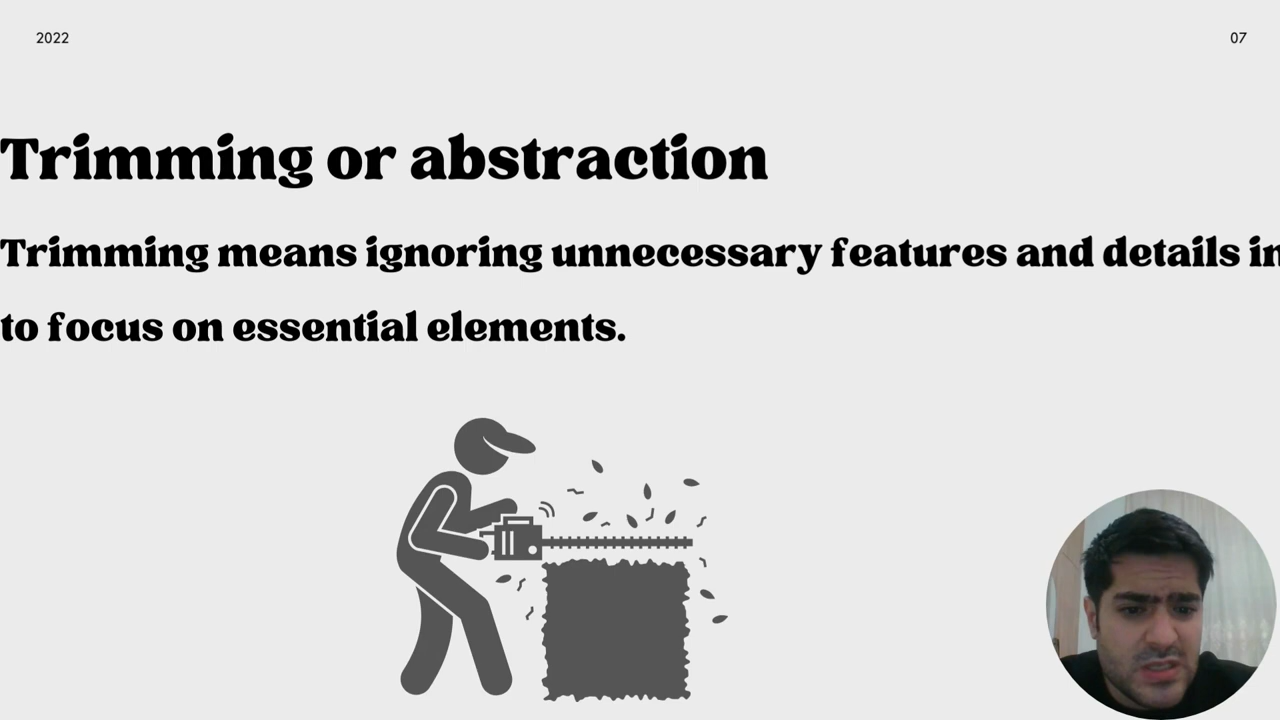 2022
07
Trimming or abstraction
Trimming means ignoring unnecessary features and details in
to focus on essential elements.